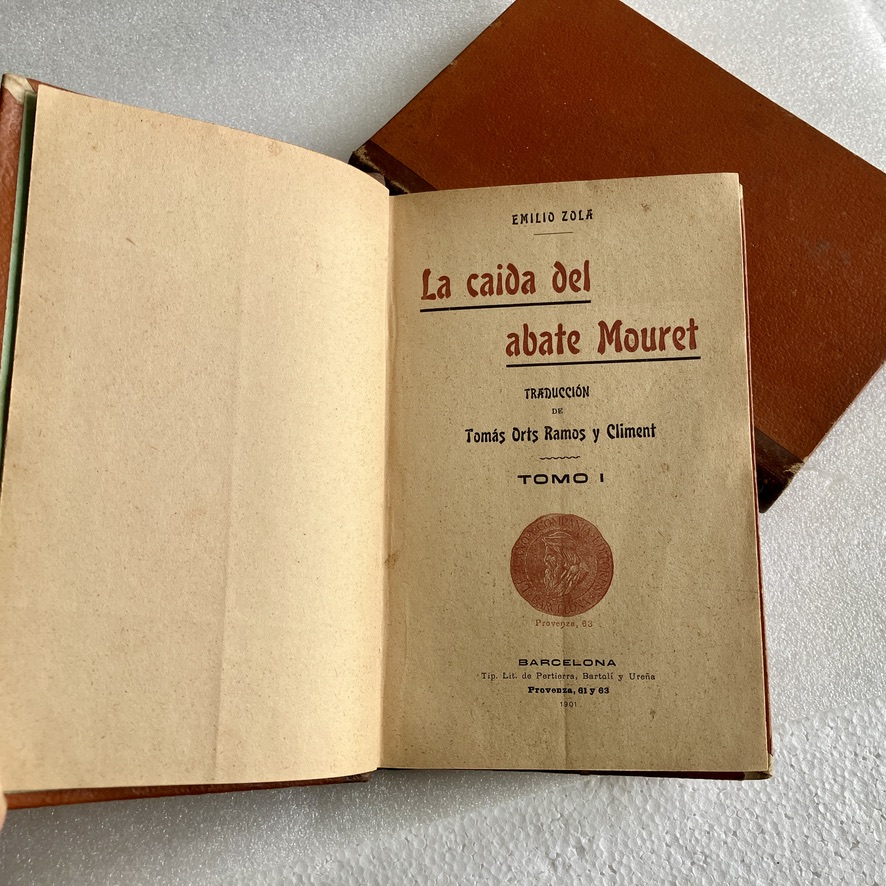 EMILIO ZOLA
La caida del
abate Mouret
TRADUCCIÓN
DE
Tomás Orts Ramos y Climent
TOMO I
Provenza, 63
BARCELONA
Tip. Lit. de Pertierra, Bartolí y Ureña
Provenza, 61 y 63
1901